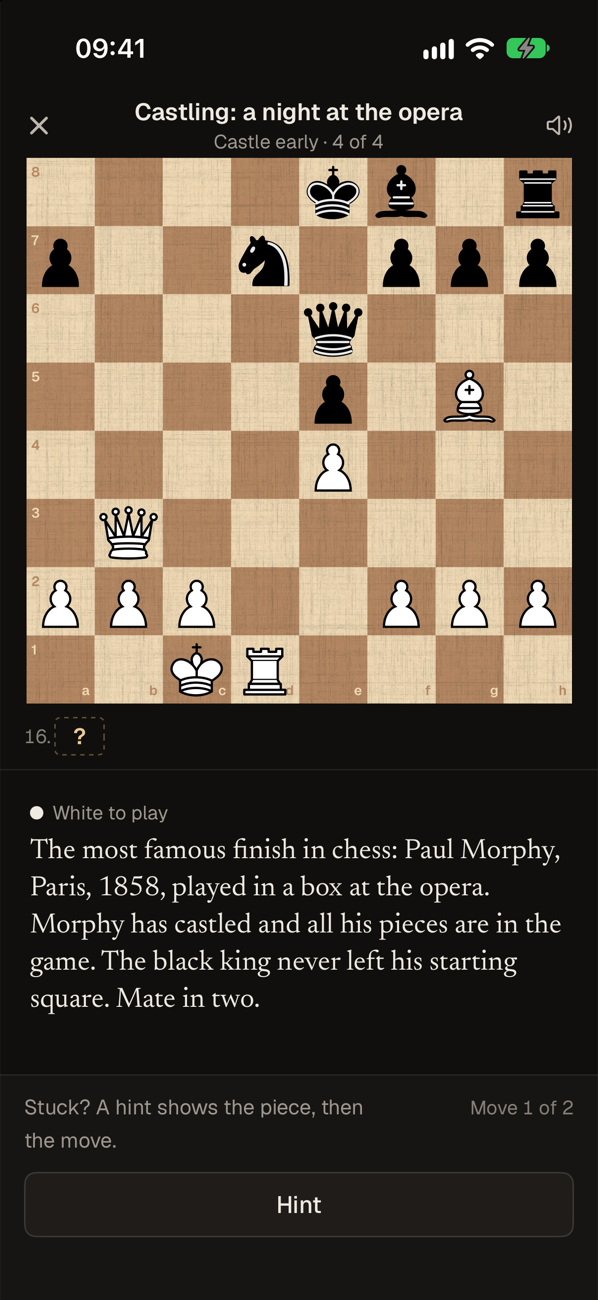 09:41
Castling: a night at the opera
Castle early · 4 of 4
8
7
6
5
4
3
2
1
a b c d e f g h
16. ?
White to play
The most famous finish in chess: Paul Morphy,
Paris, 1858, played in a box at the opera.
Morphy has castled and all his pieces are in the
game. The black king never left his starting
square. Mate in two.
Stuck? A hint shows the piece, then
the move.
Move 1 of 2
Hint